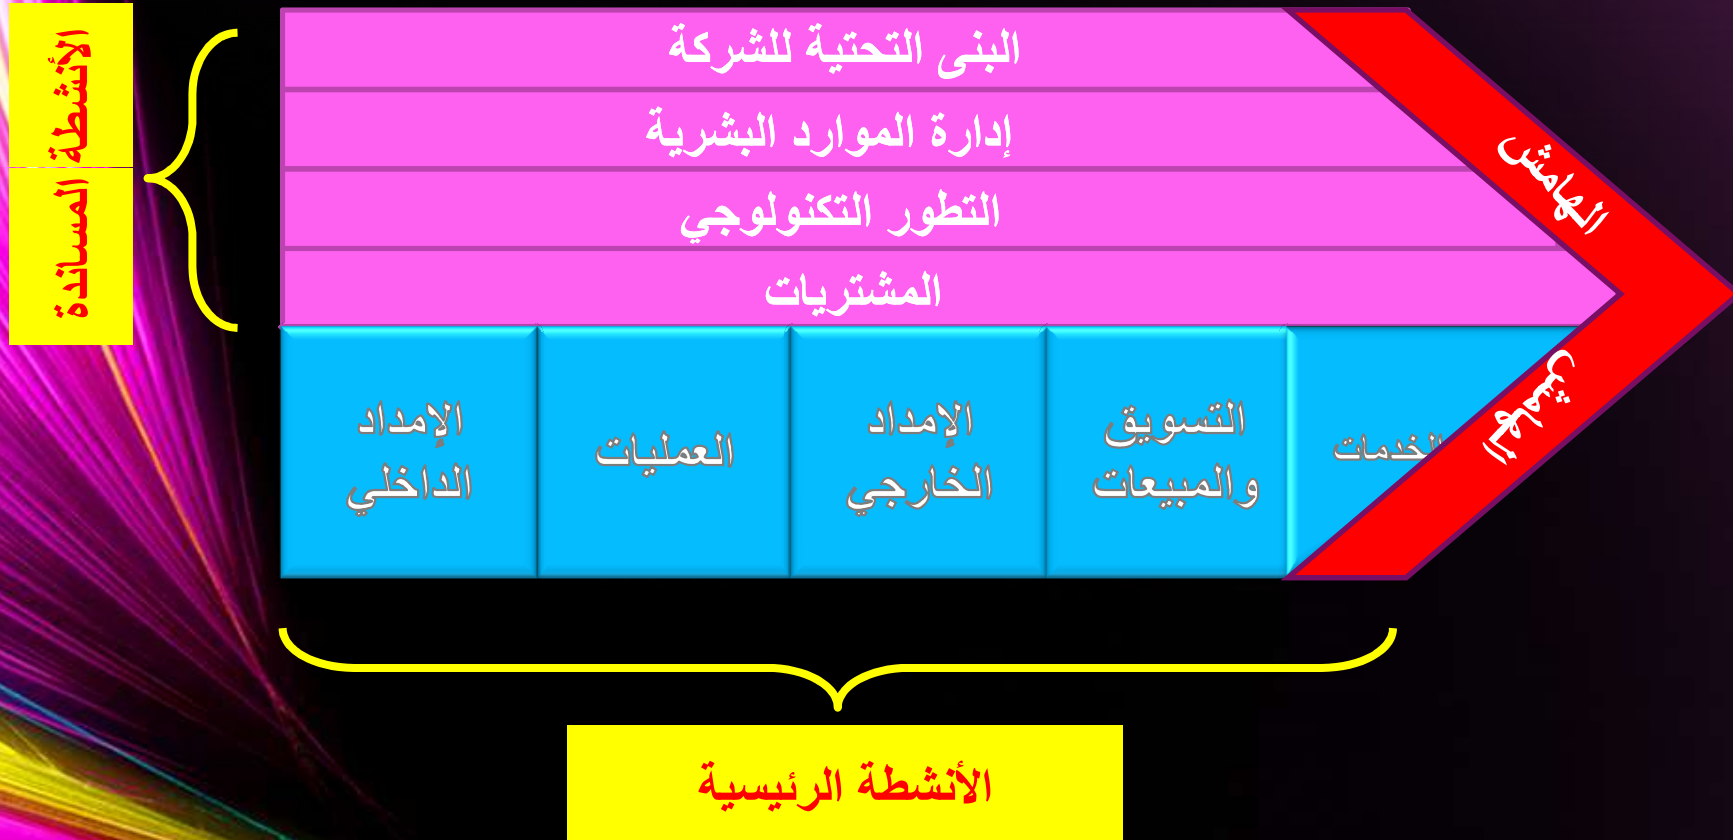 الأنشطة المساندة
البنى التحتية للشركة
إدارة الموارد البشرية
التطور التكنولوجي
المشتريات
الهامش
الهامش
الإمداد
الداخلي
العمليات
الإمداد
الخارجي
التسويق
والمبيعات
الخدمات
الأنشطة الرئيسية